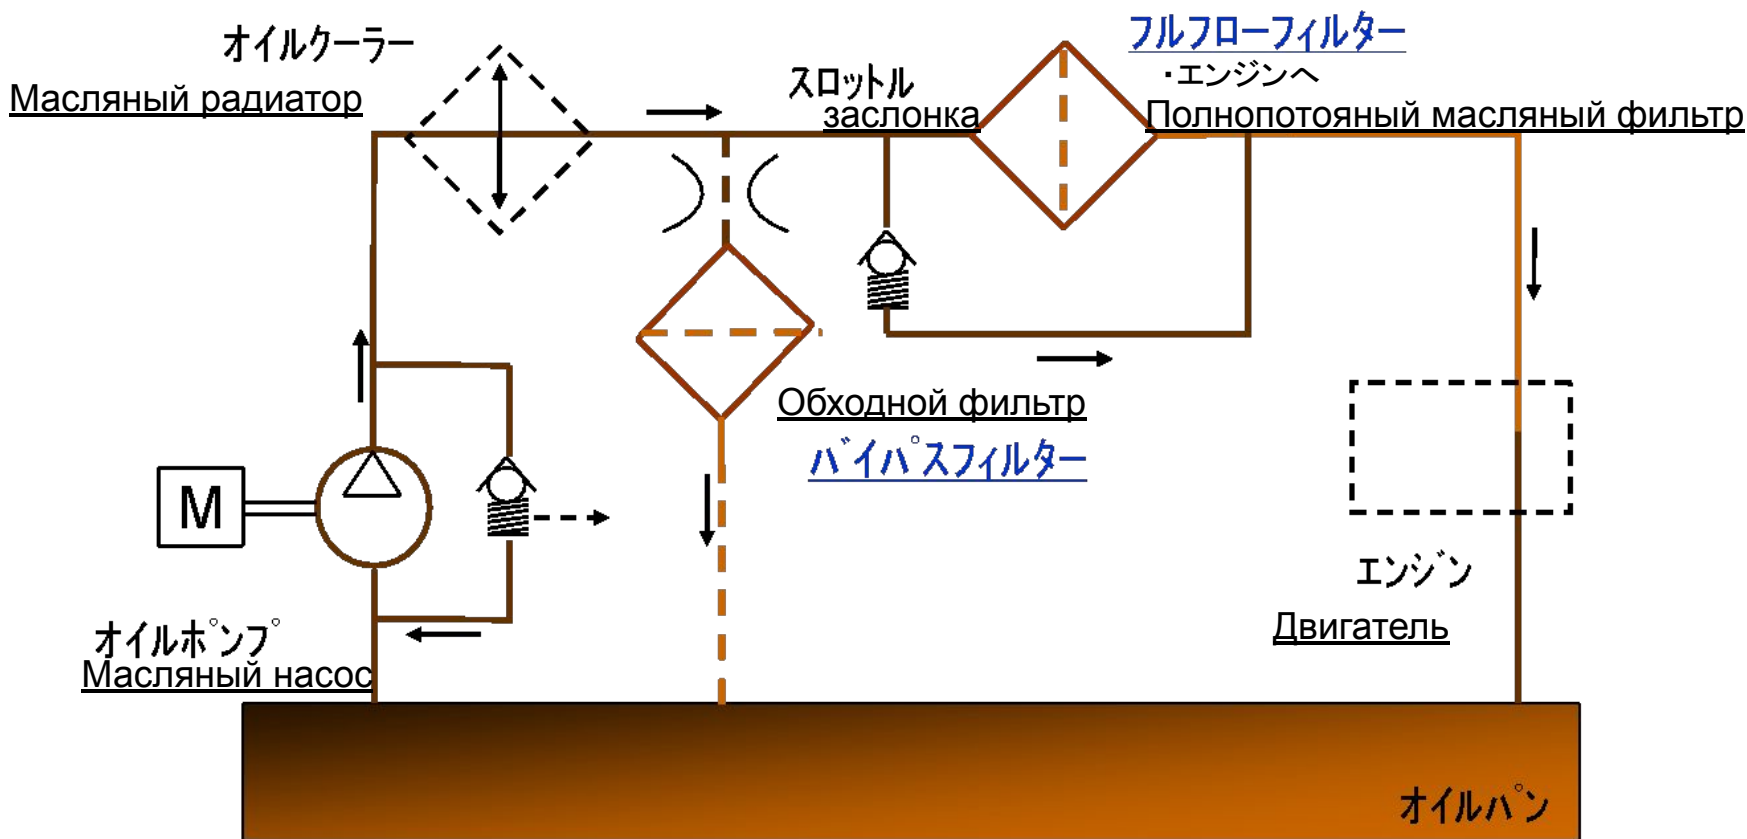 オイルクーラー
Масляный радиатор
スロットル
заслонка
フルフローフィルター
・エンジンへ
Полнопотояный масляный фильтр
Обходной фильтр
バイパスフィルター
M
オイルポンプ
Масляный насос
エンジン
Двигатель
オイルパン